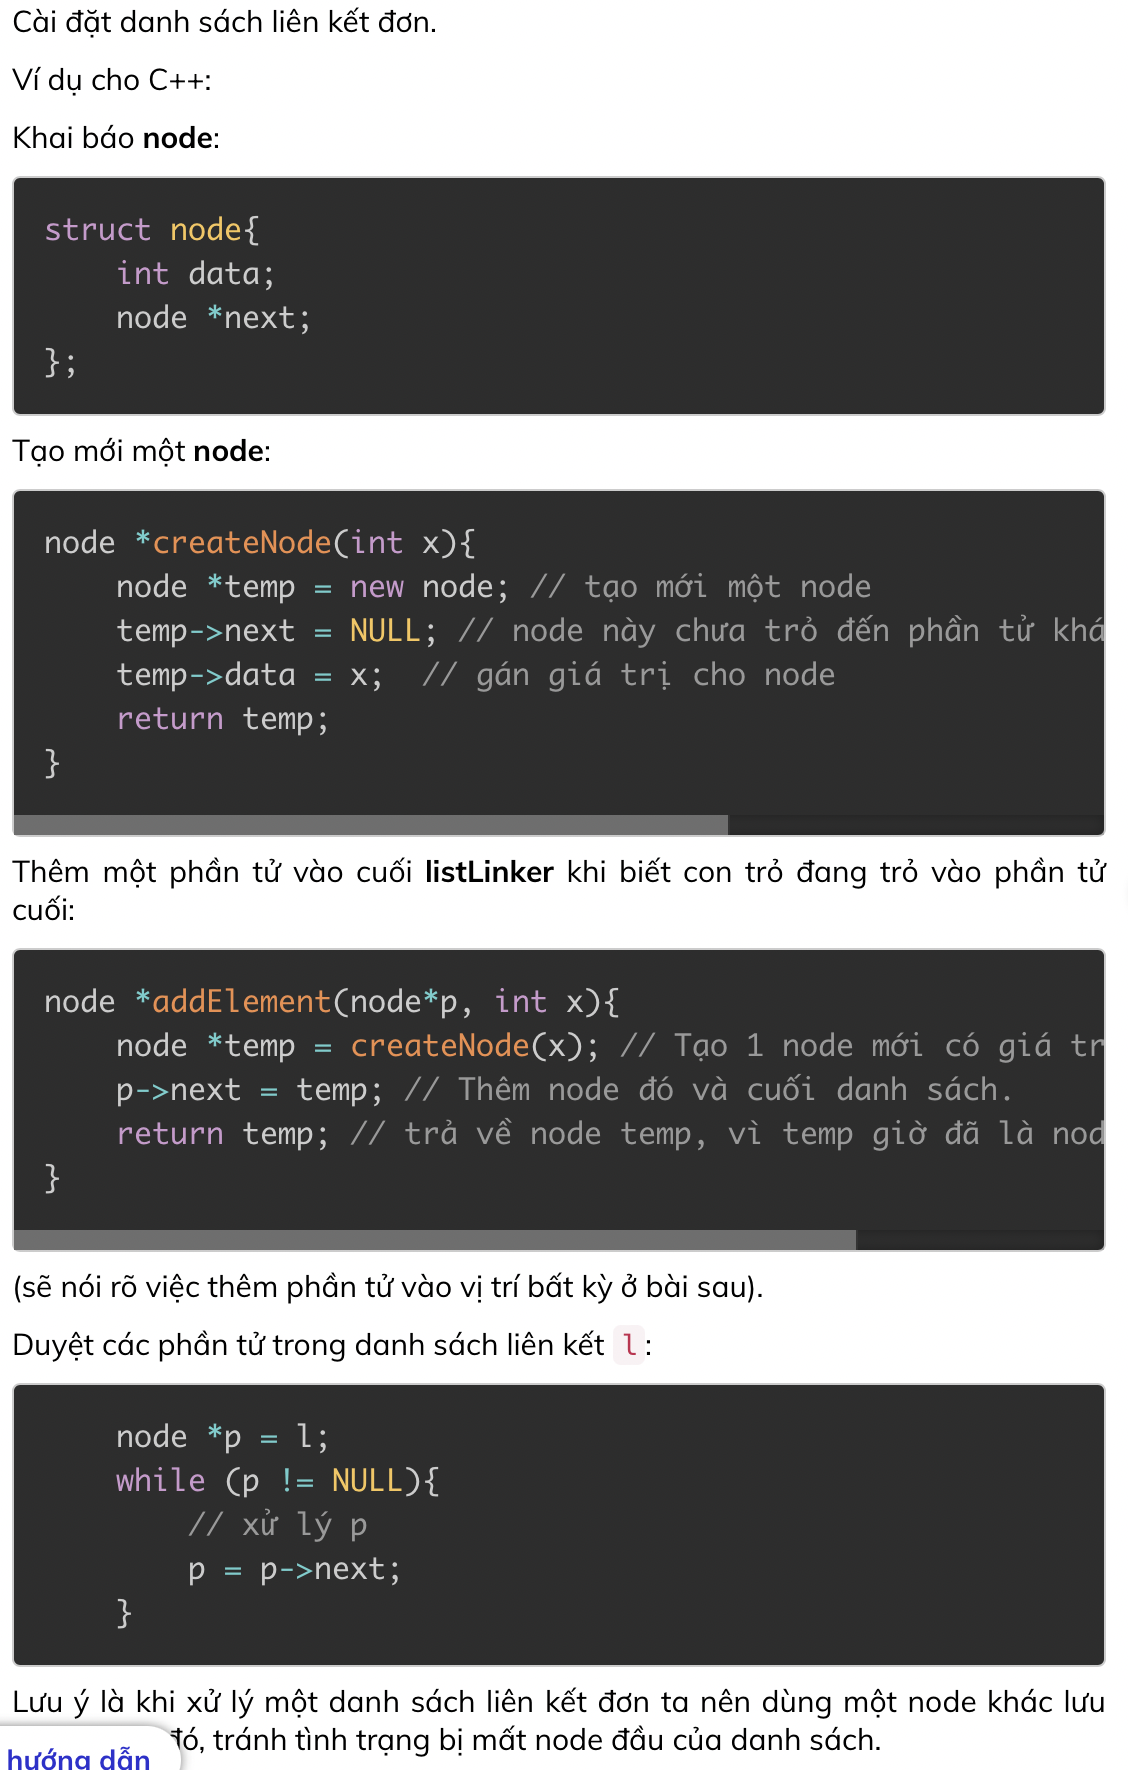 Cài đặt danh sách liên kết đơn.
Ví dụ cho C++:
Khai báo node:
struct node{
    int data;
    node *next;
};
Tạo mới một node:
node *createNode(int x){
    node *temp = new node; // tạo mới một node
    temp->next = NULL; // node này chưa trỏ đến phần tử khá
    temp->data = x;  // gán giá trị cho node
    return temp;
}
Thêm một phần tử vào cuối listLinker khi biết con trỏ đang trỏ vào phần tử
cuối:
node *addElement(node*p, int x){
    node *temp = createNode(x); // Tạo 1 node mới có giá tr
    p->next = temp; // Thêm node đó và cuối danh sách.
    return temp; // trả về node temp, vì temp giờ đã là nod
}
(sẽ nói rõ việc thêm phần tử vào vị trí bất kỳ ở bài sau).
Duyệt các phần tử trong danh sách liên kết l:
    node *p = l;
    while (p != NULL){
        // xử lý p
        p = p->next;
    }
Lưu ý là khi xử lý một danh sách liên kết đơn ta nên dùng một node khác lưu
đó, tránh tình trạng bị mất node đầu của danh sách.
hướng dẫn